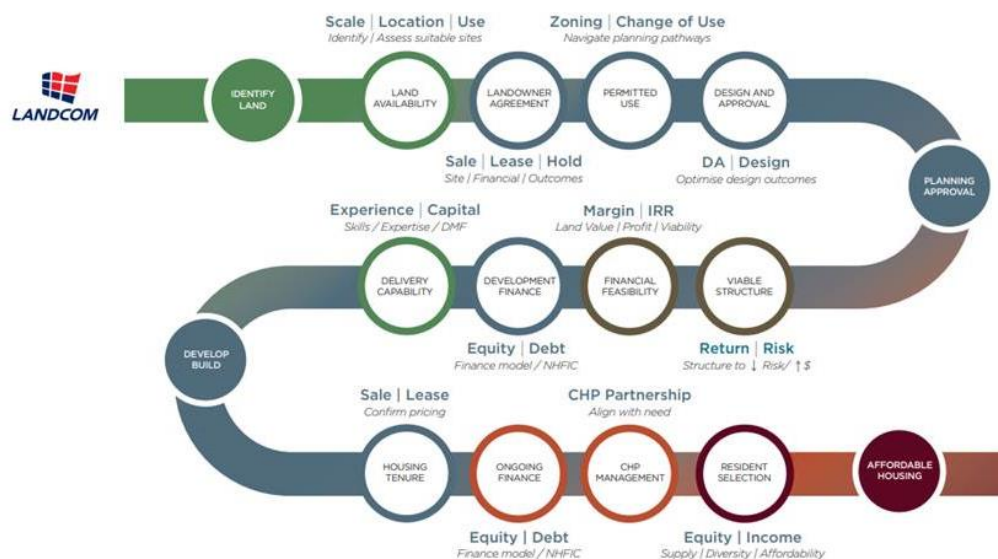 Scale | Location | Use
Identify | Assess suitable sites
Zoning | Change of Use
Navigate planning pathways
LANDCOM
IDENTIFY
LAND
LAND
AVAILABILITY
LANDOWNER
AGREEMENT
PERMITTED
USE
DESIGN AND
APPROVAL
Sale | Lease | Hold
Site | Financial | Outcomes
DA | Design
Optimise design outcomes
PLANNING
APPROVAL
Experience | Capital
Skills / Expertise / DMF
Margin | IRR
Land Value | Profit | Viability
DELIVERY
CAPABILITY
DEVELOPMENT
FINANCE
FINANCIAL
FEASIBILITY
VIABLE
STRUCTURE
Equity | Debt
Finance model / NHFIC
Return | Risk
Structure to ↓ Risk/ ↑ $
DEVELOP
BUILD
Sale | Lease
Confirm pricing
CHP Partnership
Align with need
HOUSING
TENURE
ONGOING
FINANCE
CHP
MANAGEMENT
RESIDENT
SELECTION
AFFORDABLE
HOUSING
Equity | Debt
Finance model / NHFIC
Equity | Income
Supply | Diversity | Affordability